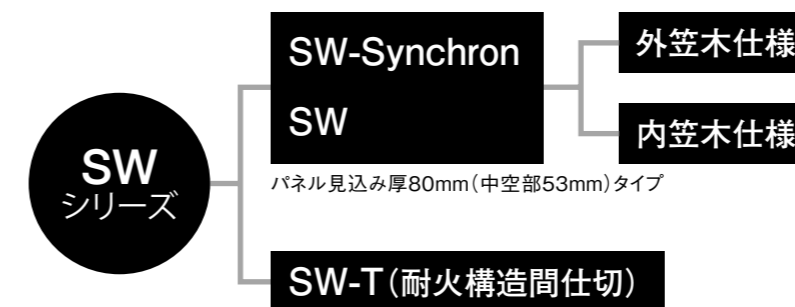 SW
シリーズ
SW-Synchron
SW
パネル見込み厚80mm（中空部53mm）タイプ
外笠木仕様
内笠木仕様
SW-T（耐火構造間仕切）